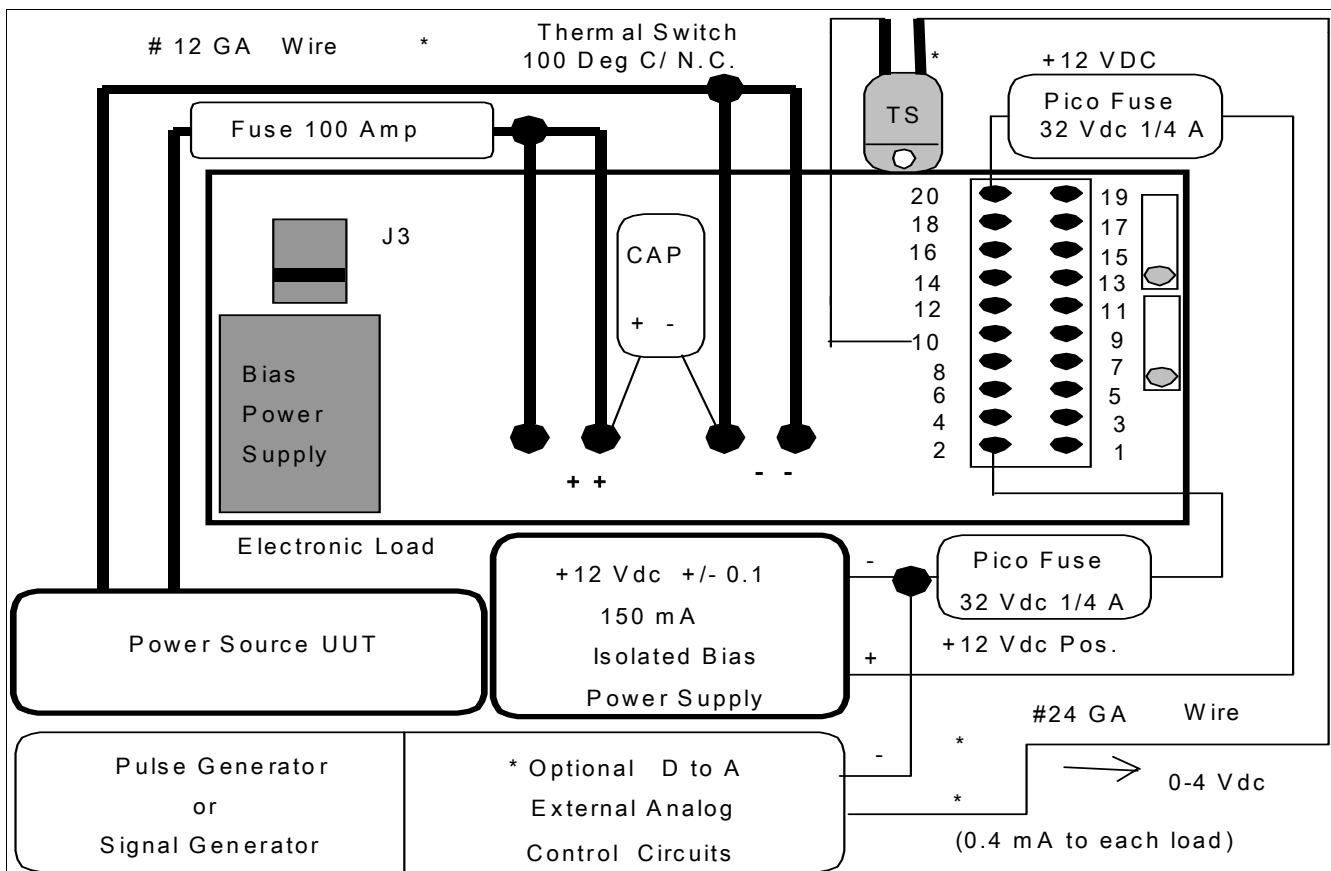 # 12 GA Wire *
Thermal Switch
100 Deg C/ N.C.
*
+12 VDC
Fuse 100 Amp
TS
Pico Fuse
32 Vdc 1/4 A
J3
CAP
+ -
20 19
18 17
16 15
14 13
12 11
10 9
8 7
6 5
4 3
2 1
Bias
Power
Supply
+ +
- -
Electronic Load
Power Source UUT
+12 Vdc +/- 0.1
150 mA
Isolated Bias
Power Supply
-
+
Pico Fuse
32 Vdc 1/4 A
+12 Vdc Pos.
#24 GA Wire
*
Pulse Generator
or
Signal Generator
* Optional D to A
External Analog
Control Circuits
-
*
0-4 Vdc
(0.4 mA to each load)